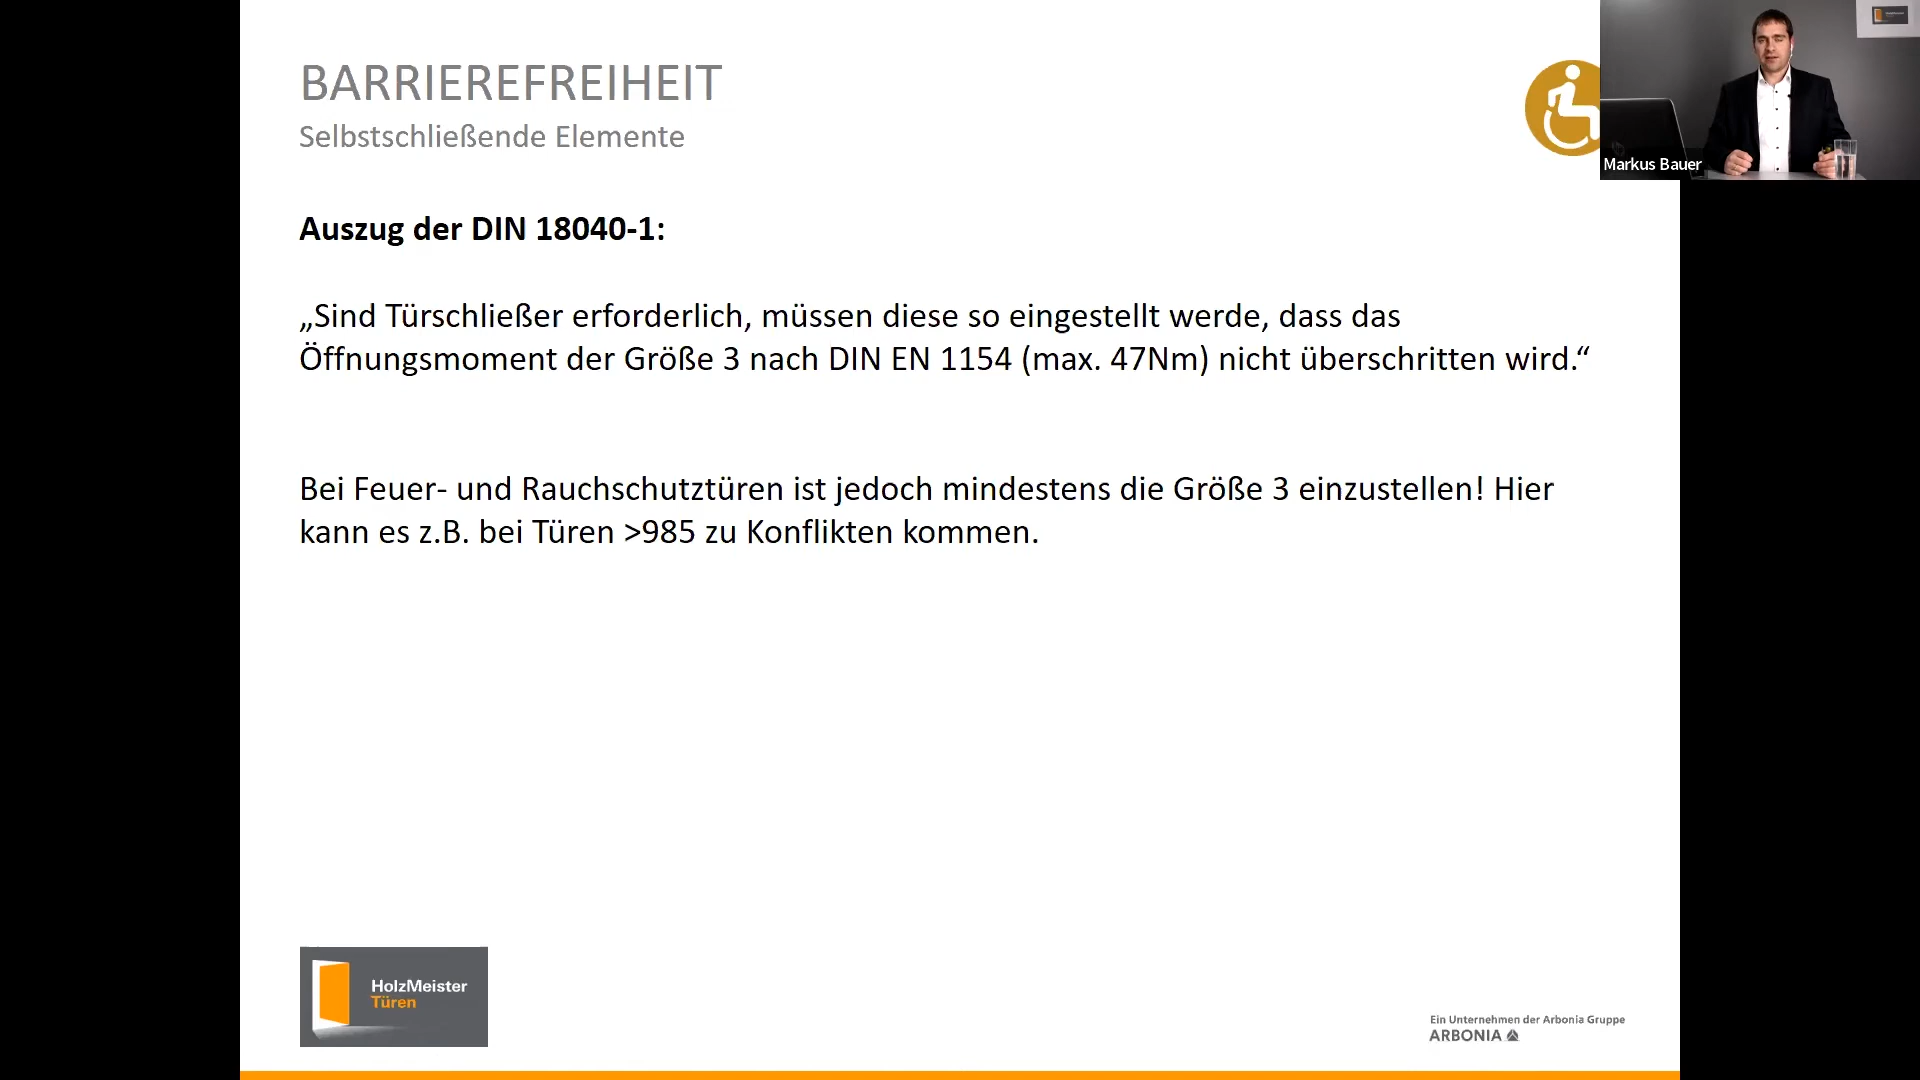 BARRIEREFREIHEIT
Selbstschließende Elemente
Markus Bauer
Auszug der DIN 18040-1:
„Sind Türschließer erforderlich, müssen diese so eingestellt werde, dass das
Öffnungsmoment der Größe 3 nach DIN EN 1154 (max. 47Nm) nicht überschritten wird.“
Bei Feuer- und Rauchschutztüren ist jedoch mindestens die Größe 3 einzustellen! Hier
kann es z.B. bei Türen >985 zu Konflikten kommen.
HolzMeister
Türen
Ein Unternehmen der Arbonia Gruppe
ARBONIA